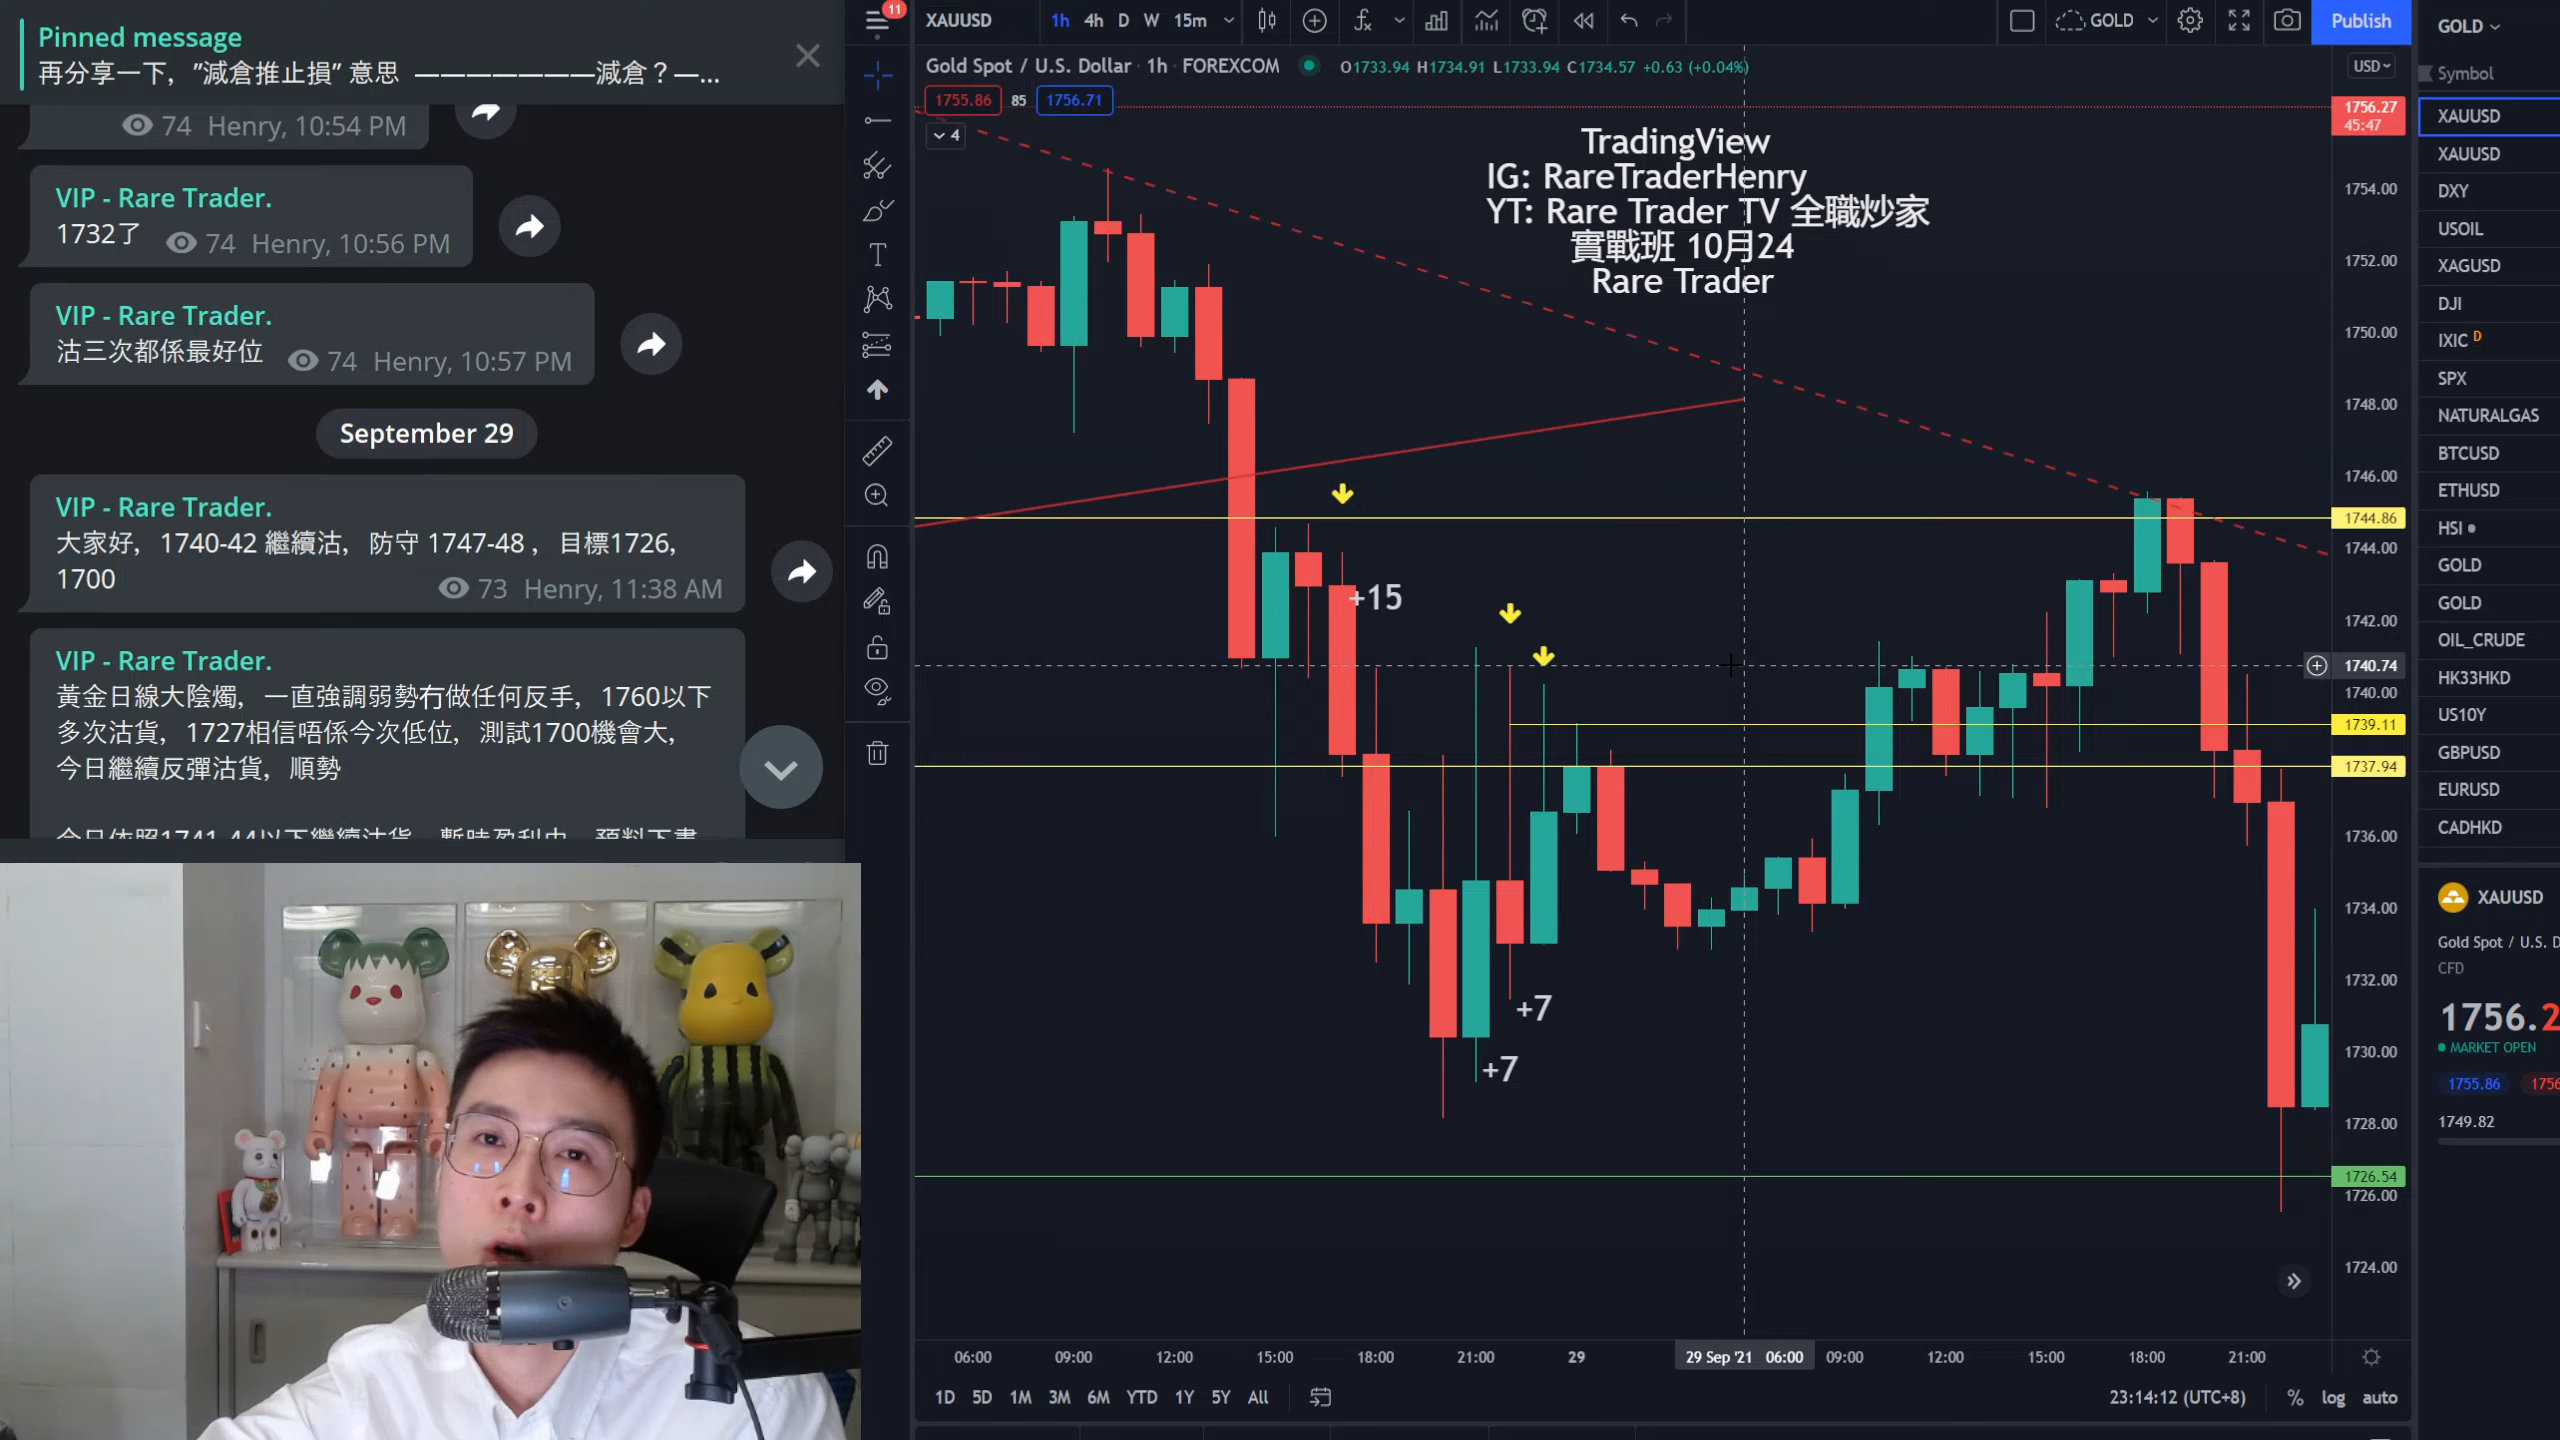 Pinned message
再分享一下，”減倉推止損” 意思 ———————減倉？—...
74 Henry, 10:54 PM
VIP - Rare Trader.
1732了 74 Henry, 10:56 PM
VIP - Rare Trader.
沽三次都係最好位 74 Henry, 10:57 PM
September 29
VIP - Rare Trader.
大家好，1740-42 繼續沽，防守 1747-48 ，目標1726，
1700 73 Henry, 11:38 AM
VIP - Rare Trader.
黃金日線大陰燭，一直強調弱勢冇做任何反手，1760以下
多次沽貨，1727相信唔係今次低位，測試1700機會大，
今日繼續反彈沽貨，順勢
11
XAUUSD 1h 4h D W 15m GOLD Publish
Gold Spot / U.S. Dollar · 1h · FOREXCOM O1733.94 H1734.91 L1733.94 C1734.57 +0.63 (+0.04%)
1755.86 85 1756.71
4
TradingView
IG: RareTraderHenry
YT: Rare Trader TV 全職炒家
實戰班 10月24
Rare Trader
+15
+7
+7
USD
1756.27
45:47
1754.00
1752.00
1750.00
1748.00
1746.00
1744.86
1744.00
1742.00
1740.74
1740.00
1739.11
1737.94
1736.00
1734.00
1732.00
1730.00
1728.00
1726.54
1726.00
1724.00
06:00 09:00 12:00 15:00 18:00 21:00 29 29 Sep '21 06:00 09:00 12:00 15:00 18:00 21:00
1D 5D 1M 3M 6M YTD 1Y 5Y All 23:14:12 (UTC+8) % log auto
GOLD
Symbol
XAUUSD
XAUUSD
DXY
USOIL
XAGUSD
DJI
IXIC D
SPX
NATURALGAS
BTCUSD
ETHUSD
HSI
GOLD
GOLD
OIL_CRUDE
HK33HKD
US10Y
GBPUSD
EURUSD
CADHKD
XAUUSD
Gold Spot / U.S. D
CFD
1756.2
MARKET OPEN
1755.86 1756
1749.82